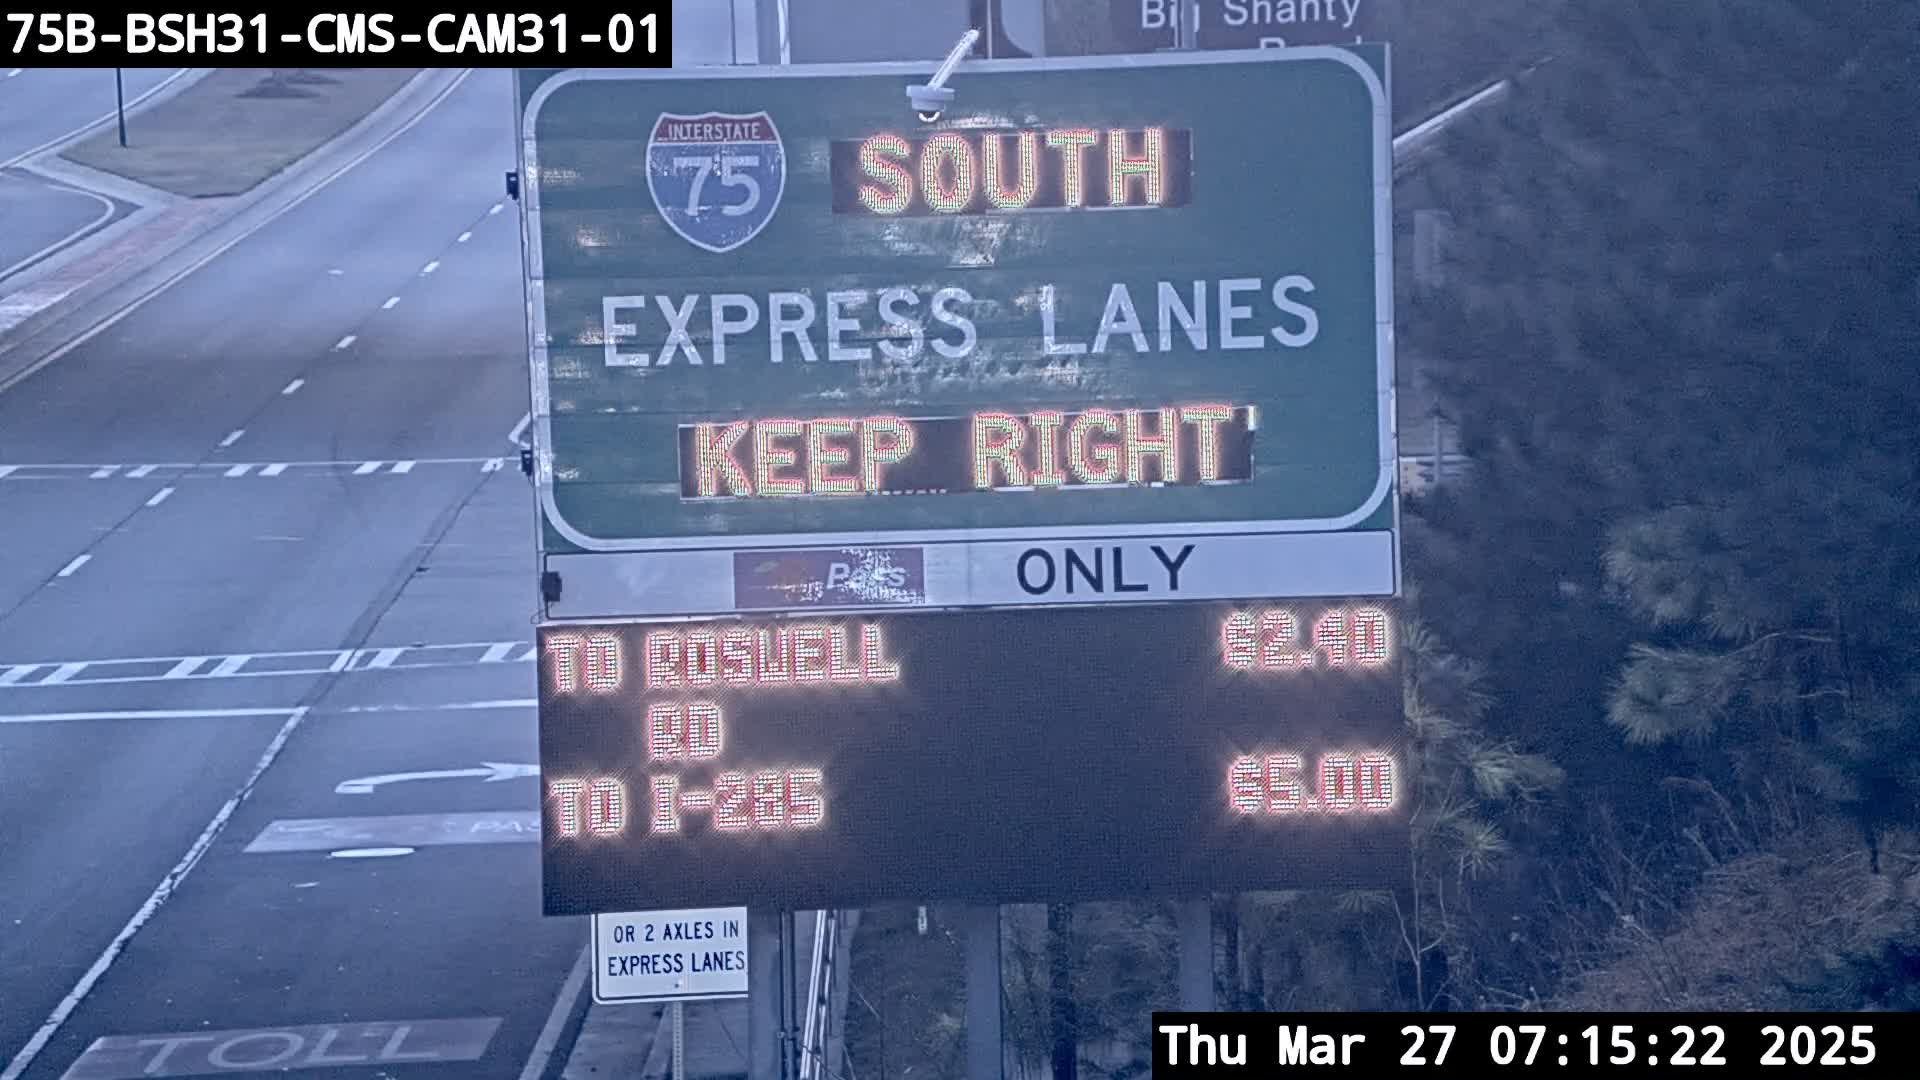 75B-BSH31-CMS-CAM31-01
Big Shanty
INTERSTATE
75
SOUTH
EXPRESS LANES
KEEP RIGHT
Pass ONLY
TO ROSWELL $2.40
RD
TO I-285 $5.00
OR 2 AXLES IN
EXPRESS LANES
TOLL
Thu Mar 27 07:15:22 2025